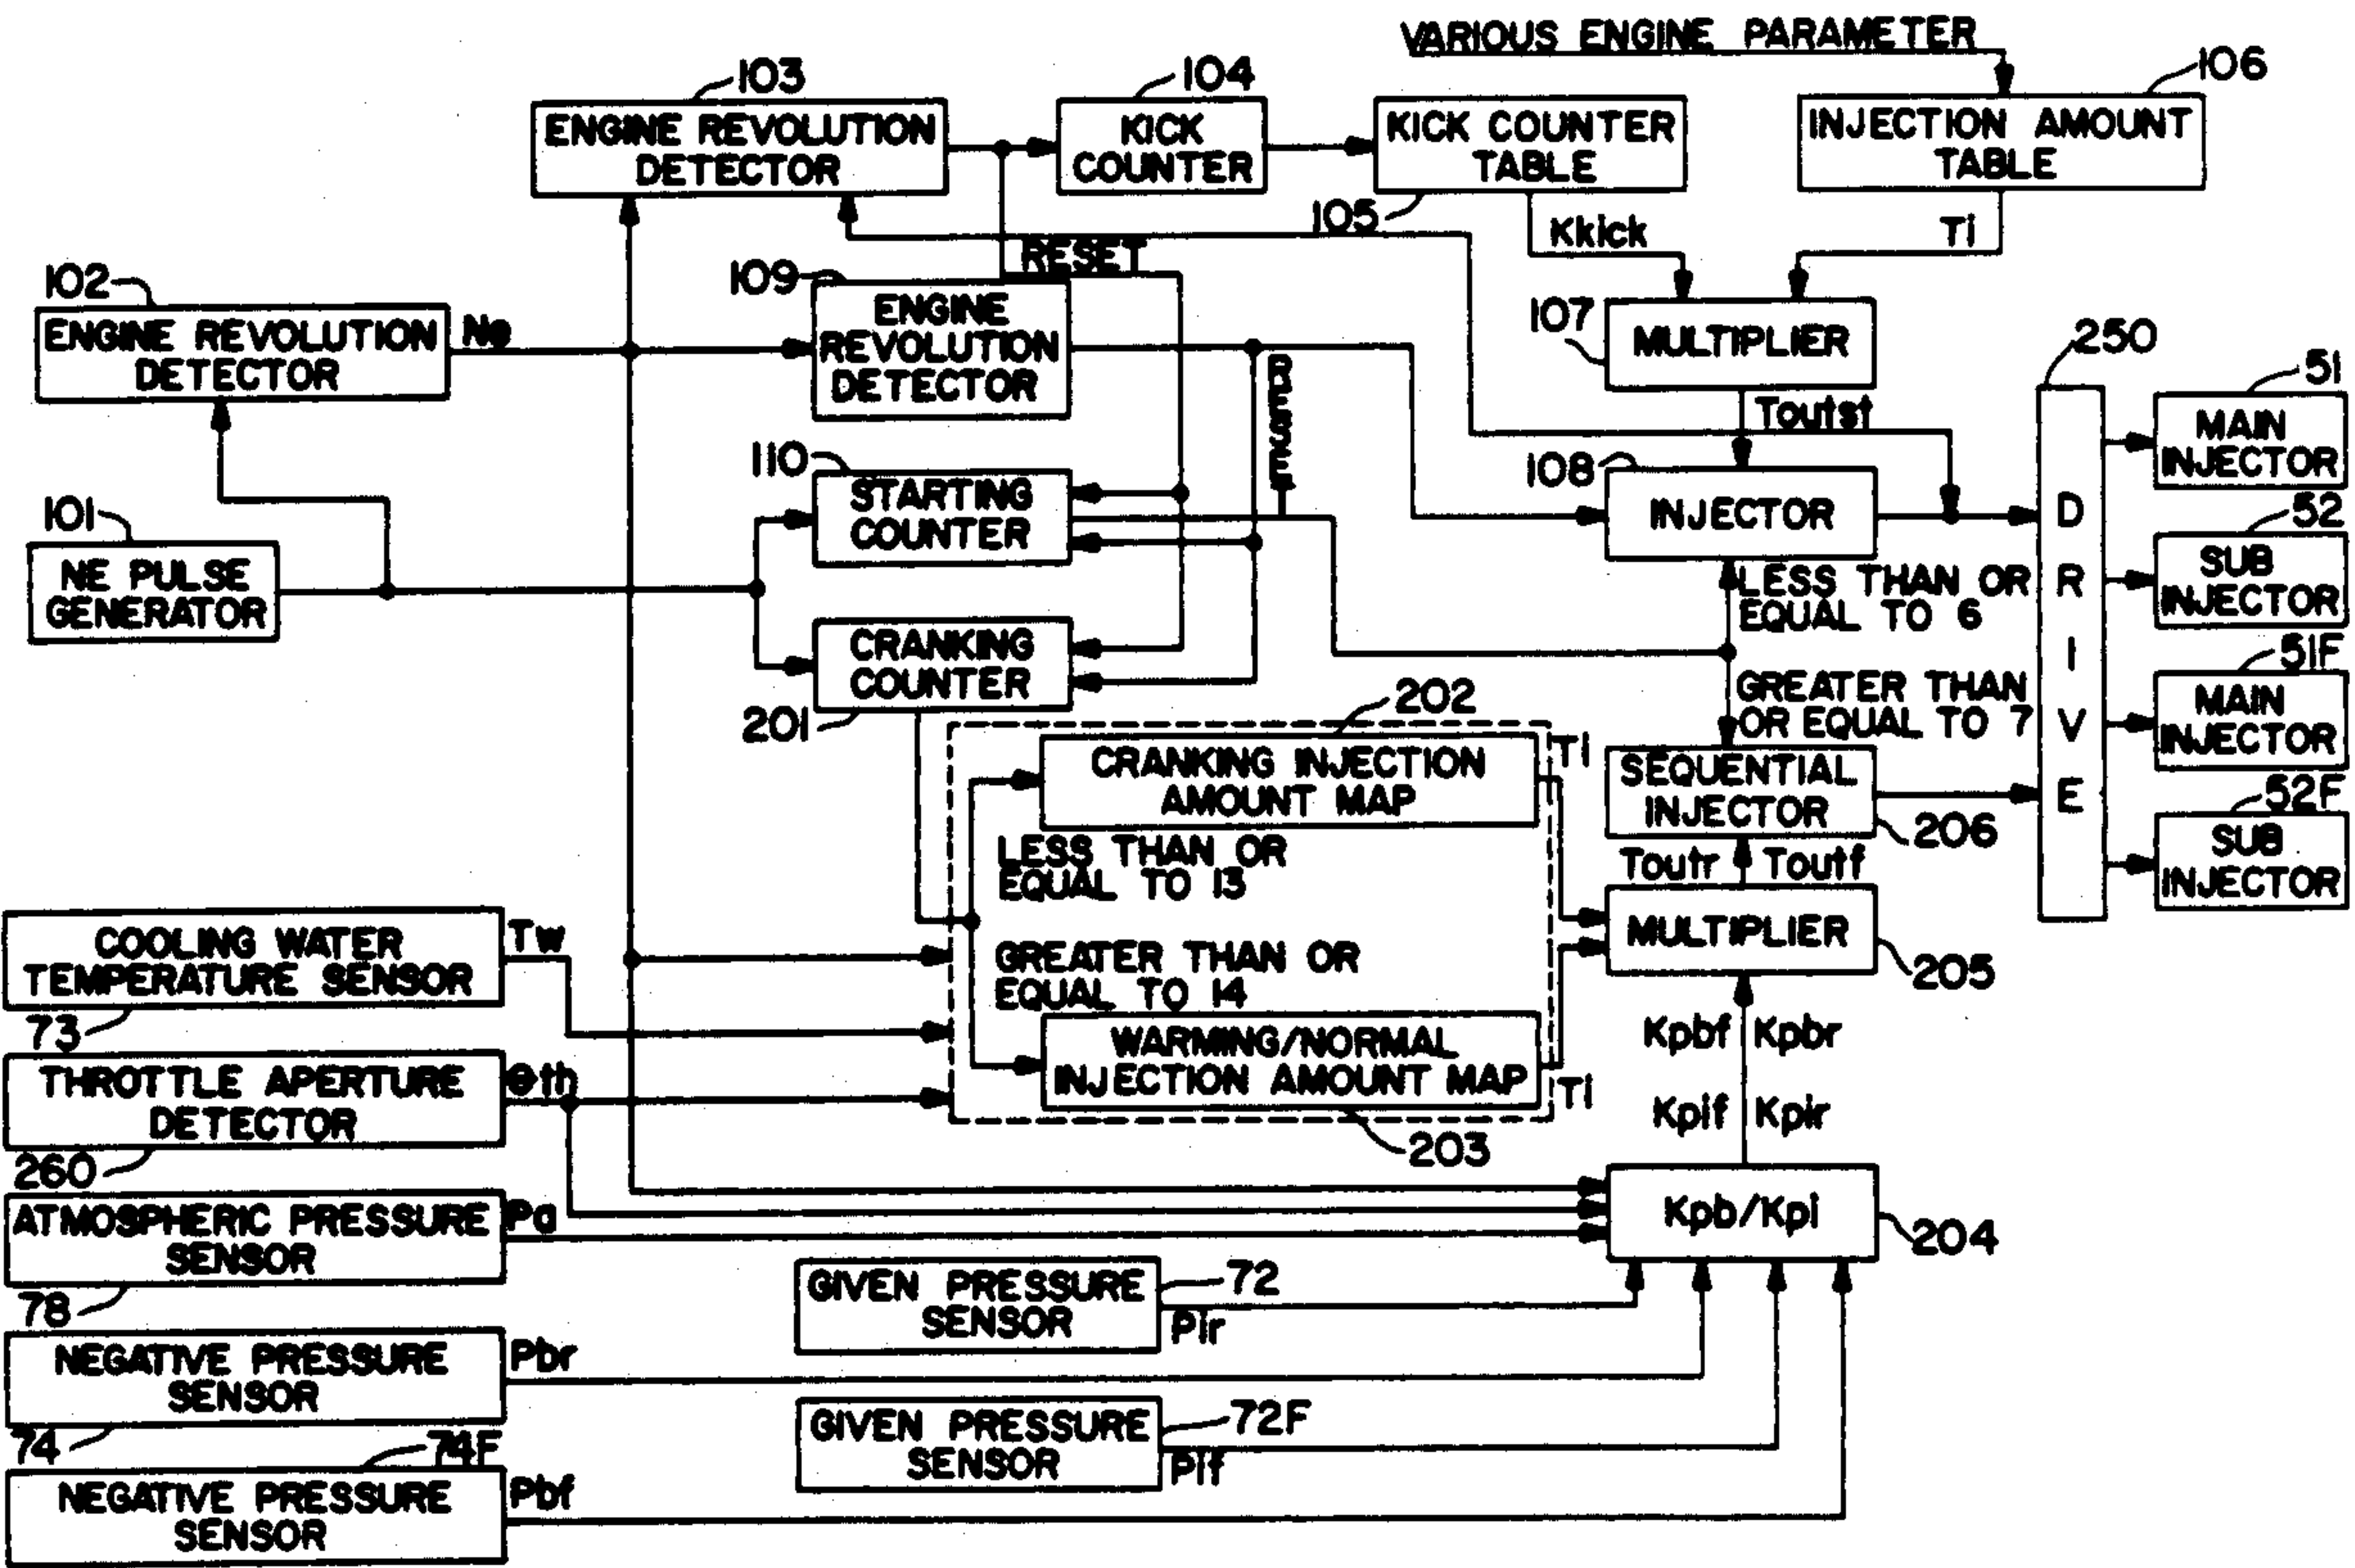 VARIOUS ENGINE PARAMETER
103
104
106
ENGINE REVOLUTION
DETECTOR
KICK
COUNTER
KICK COUNTER
TABLE
INJECTION AMOUNT
TABLE
105
Kkick
Ti
RESET
102
109
107
250
ENGINE REVOLUTION
DETECTOR
Ne
ENGINE
REVOLUTION
DETECTOR
MULTIPLIER
51
MAIN
INJECTOR
RESET
Toutst
110
108
STARTING
COUNTER
INJECTOR
DRIVE
52
SUB
INJECTOR
101
NE PULSE
GENERATOR
LESS THAN OR
EQUAL TO 6
CRANKING
COUNTER
201
51F
MAIN
INJECTOR
GREATER THAN
OR EQUAL TO 7
202
CRANKING INJECTION
AMOUNT MAP
Ti
SEQUENTIAL
INJECTOR
206
52F
SUB
INJECTOR
LESS THAN OR
EQUAL TO 13
Toutr Toutf
COOLING WATER
TEMPERATURE SENSOR
Tw
73
GREATER THAN OR
EQUAL TO 14
MULTIPLIER
205
WARMING/NORMAL
INJECTION AMOUNT MAP
Ti
203
Kpbf Kpbr
Kpif Kpir
THROTTLE APERTURE
DETECTOR
θth
260
ATMOSPHERIC PRESSURE
SENSOR
Pa
78
Kpb/Kpi
204
GIVEN PRESSURE
SENSOR
72
Pir
NEGATIVE PRESSURE
SENSOR
Pbr
74
GIVEN PRESSURE
SENSOR
72F
Pif
74F
NEGATIVE PRESSURE
SENSOR
Pbf